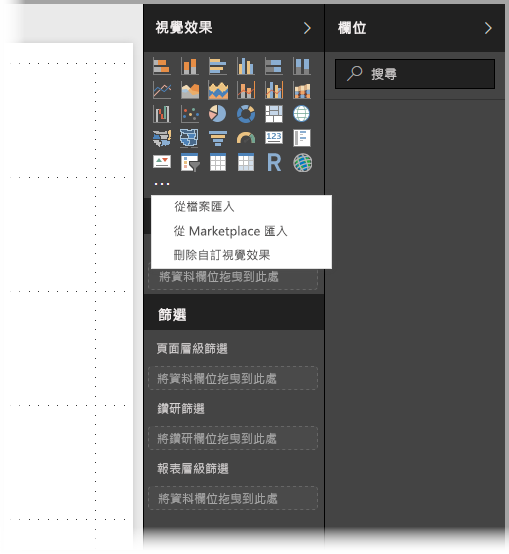 視覺效果
欄位
搜尋
123
R
從檔案匯入
從 Marketplace 匯入
刪除自訂視覺效果
將資料欄位拖曳到此處
篩選
頁面層級篩選
將資料欄位拖曳到此處
鑽研篩選
將鑽研欄位拖曳到此處
報表層級篩選
將資料欄位拖曳到此處